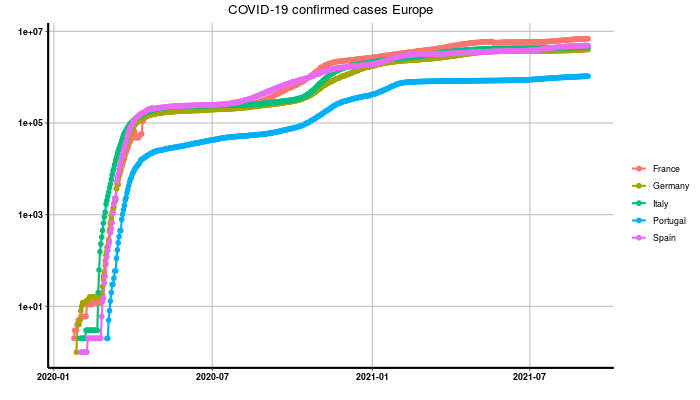 COVID-19 confirmed cases Europe
1e+07
1e+05
1e+03
1e+01
2020-01 2020-07 2021-01 2021-07
France
Germany
Italy
Portugal
Spain